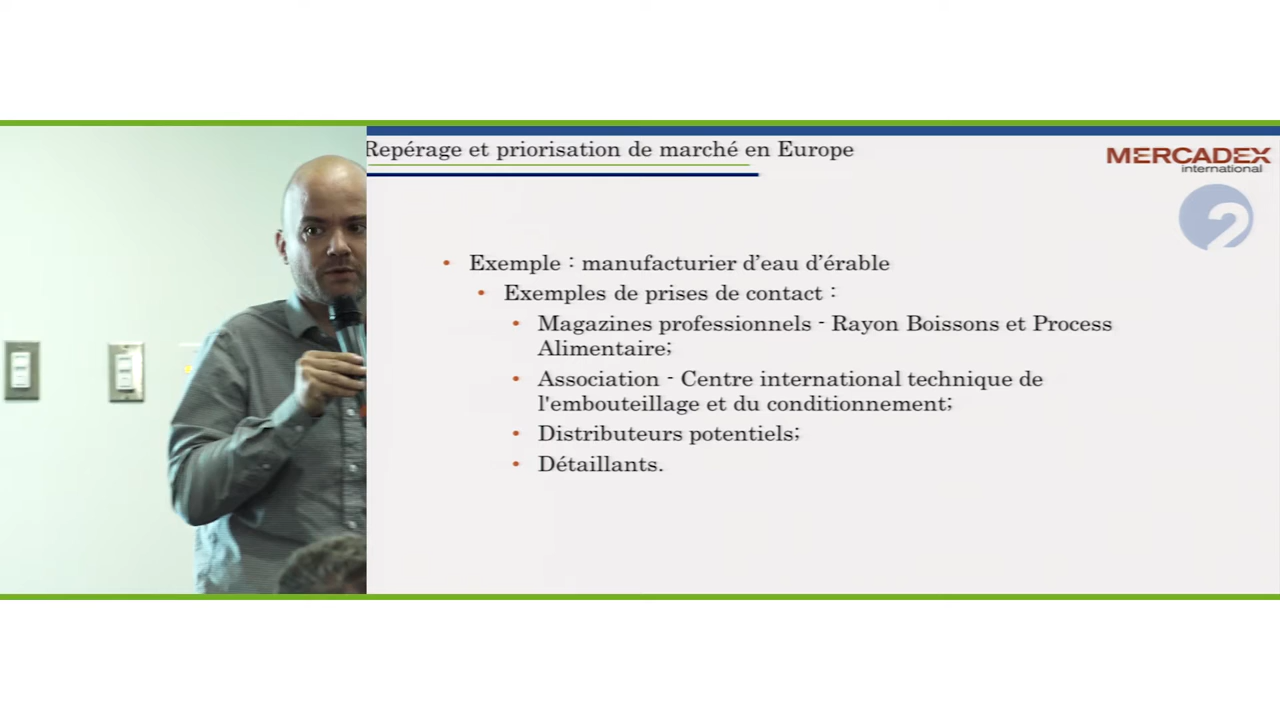 Repérage et priorisation de marché en Europe
MERCADEX
international
2
• Exemple : manufacturier d’eau d’érable
• Exemples de prises de contact :
• Magazines professionnels - Rayon Boissons et Process
Alimentaire;
• Association - Centre international technique de
l'embouteillage et du conditionnement;
• Distributeurs potentiels;
• Détaillants.